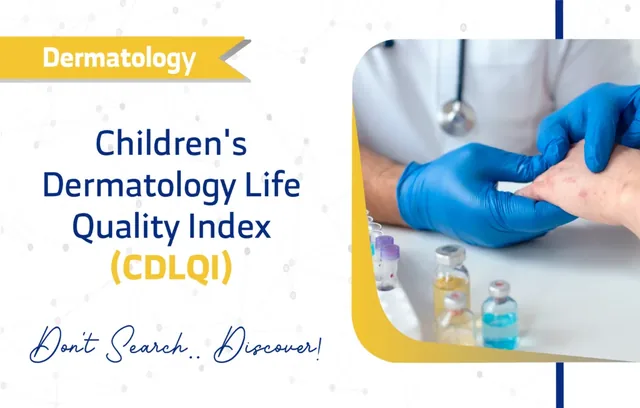 Dermatology
Children's
Dermatology Life
Quality Index
(CDLQI)
Don't Search.. Discover!